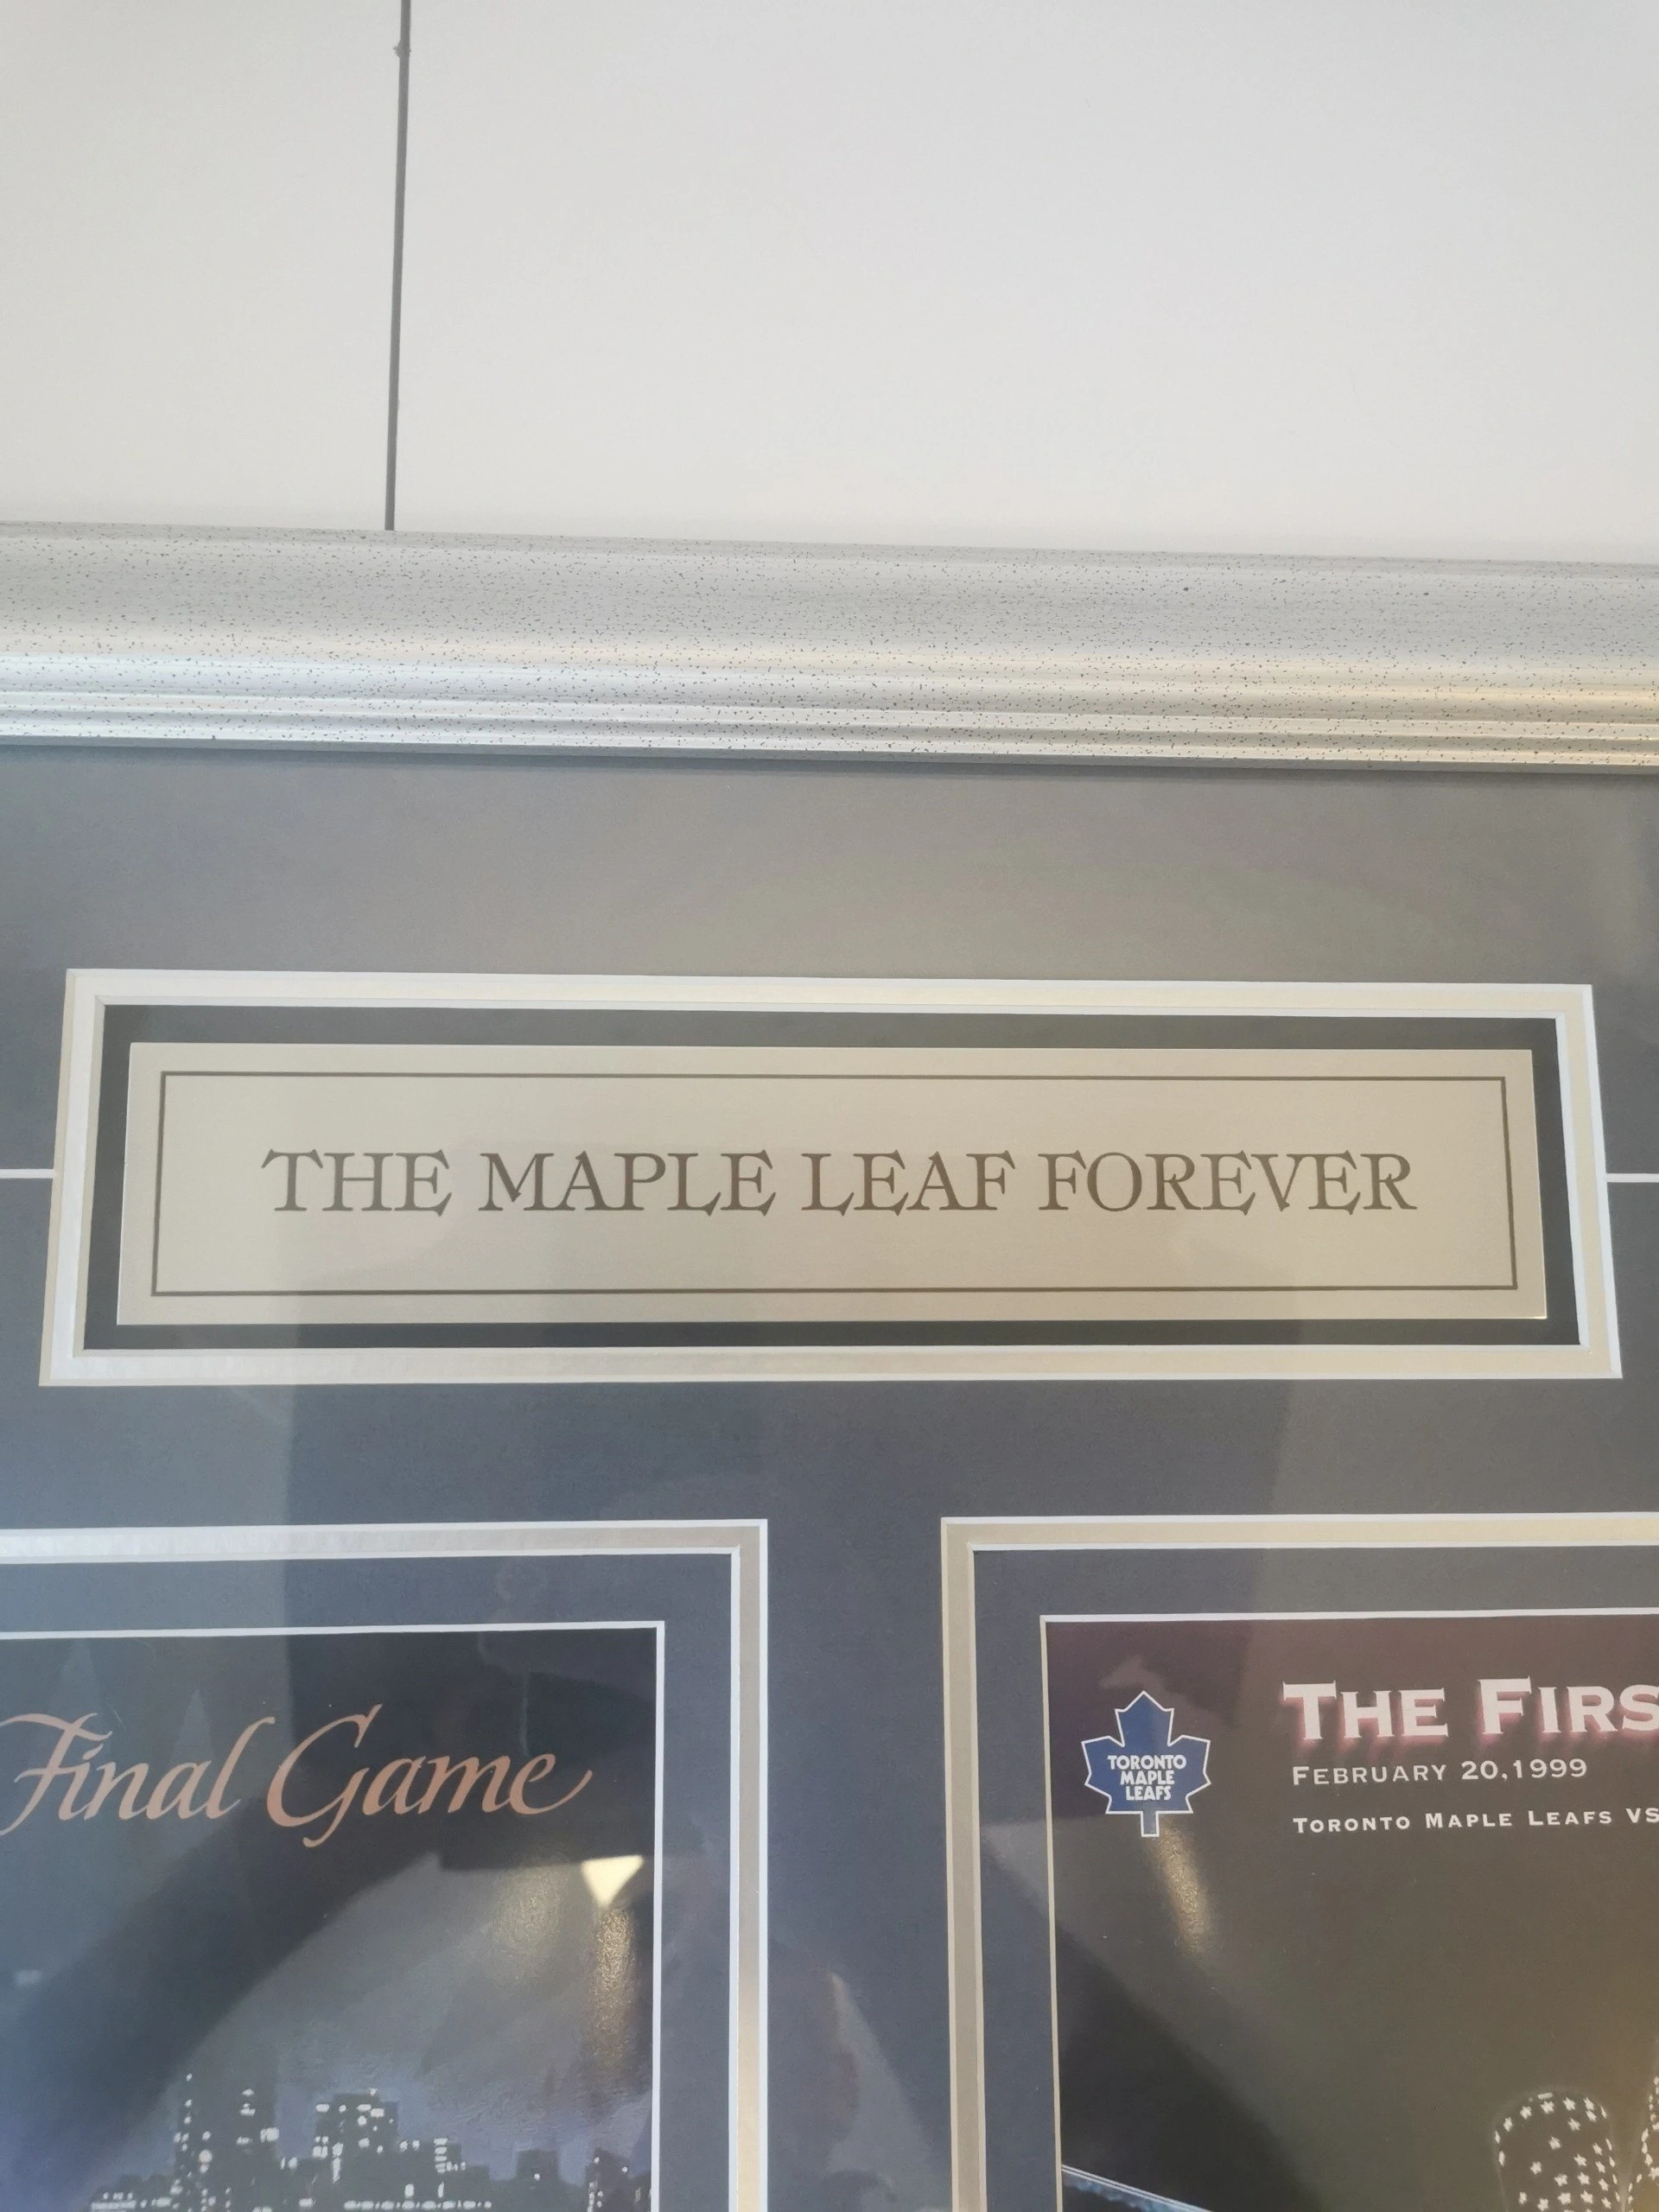 THE MAPLE LEAF FOREVER
Final Game
TORONTO
MAPLE
LEAFS
THE FIRS
FEBRUARY 20, 1999
TORONTO MAPLE LEAFS VS